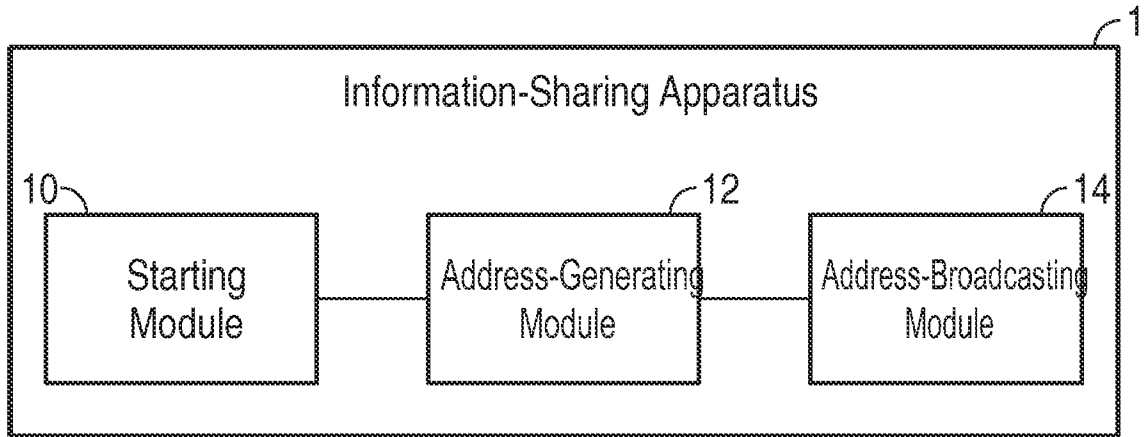 1
Information-Sharing Apparatus
10
12
14
Starting
Module
Address-Generating
Module
Address-Broadcasting
Module